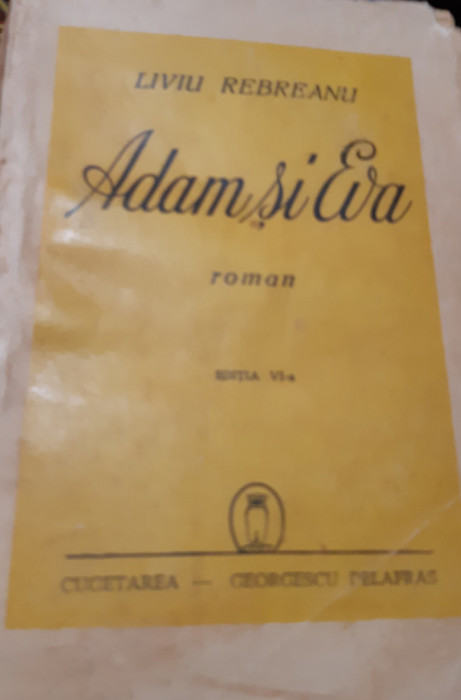 LIVIU REBREANU
Adam și Eva
roman
EDIȚIA VI-a
CUGETAREA — GEORGESCU DELAFRAS